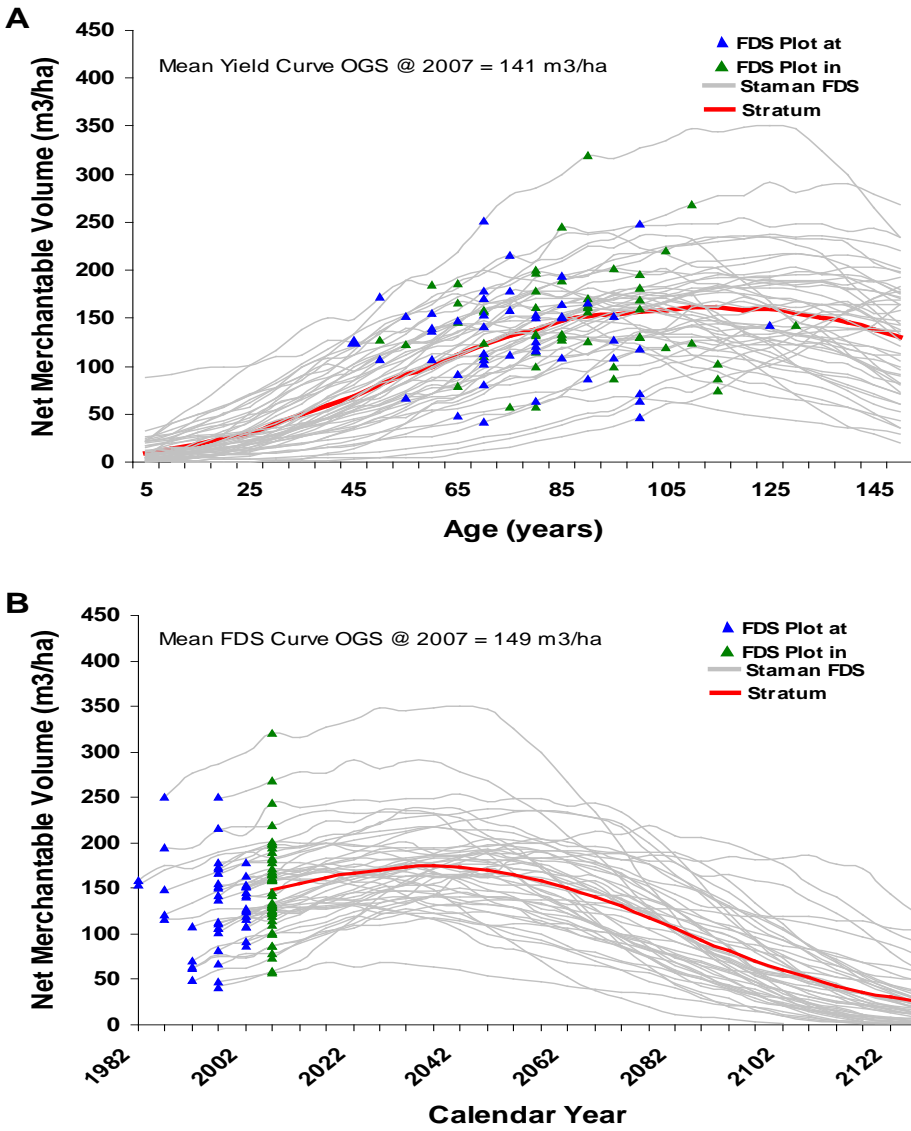 A
Net Merchantable Volume (m3/ha)
450
400
350
300
250
200
150
100
50
0
Mean Yield Curve OGS @ 2007 = 141 m3/ha
FDS Plot at
FDS Plot in
Staman FDS
Stratum
5 25 45 65 85 105 125 145
Age (years)
B
Net Merchantable Volume (m3/ha)
450
400
350
300
250
200
150
100
50
0
Mean FDS Curve OGS @ 2007 = 149 m3/ha
FDS Plot at
FDS Plot in
Staman FDS
Stratum
1982 2002 2022 2042 2062 2082 2102 2122
Calendar Year